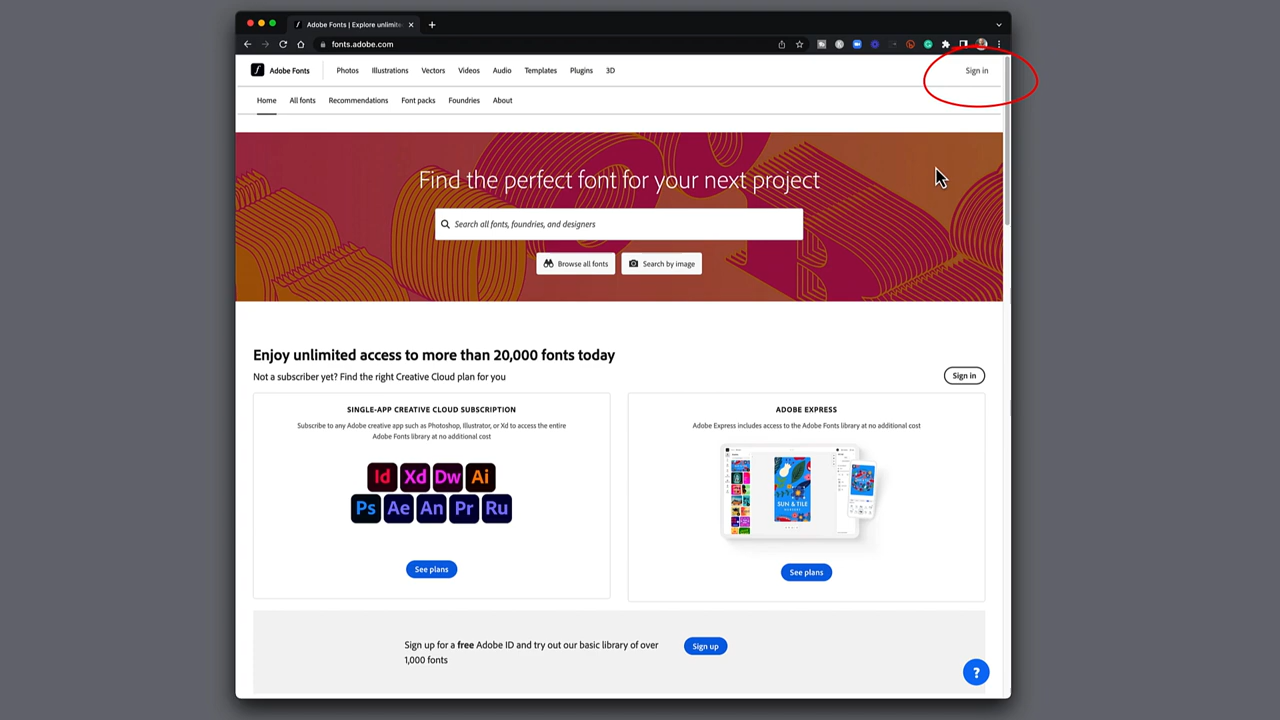 Adobe Fonts | Explore unlimite
fonts.adobe.com
Adobe Fonts Photos Illustrations Vectors Videos Audio Templates Plugins 3D Sign in
Home All fonts Recommendations Font packs Foundries About
Find the perfect font for your next project
Search all fonts, foundries, and designers
Browse all fonts Search by image
Enjoy unlimited access to more than 20,000 fonts today
Not a subscriber yet? Find the right Creative Cloud plan for you
Sign in
SINGLE-APP CREATIVE CLOUD SUBSCRIPTION
Subscribe to any Adobe creative app such as Photoshop, Illustrator, or Xd to access the entire
Adobe Fonts library at no additional cost
Id Xd Dw Ai
Ps Ae An Pr Ru
See plans
ADOBE EXPRESS
Adobe Express includes access to the Adobe Fonts library at no additional cost
SUN & TILE
See plans
Sign up for a free Adobe ID and try out our basic library of over
1,000 fonts
Sign up
?